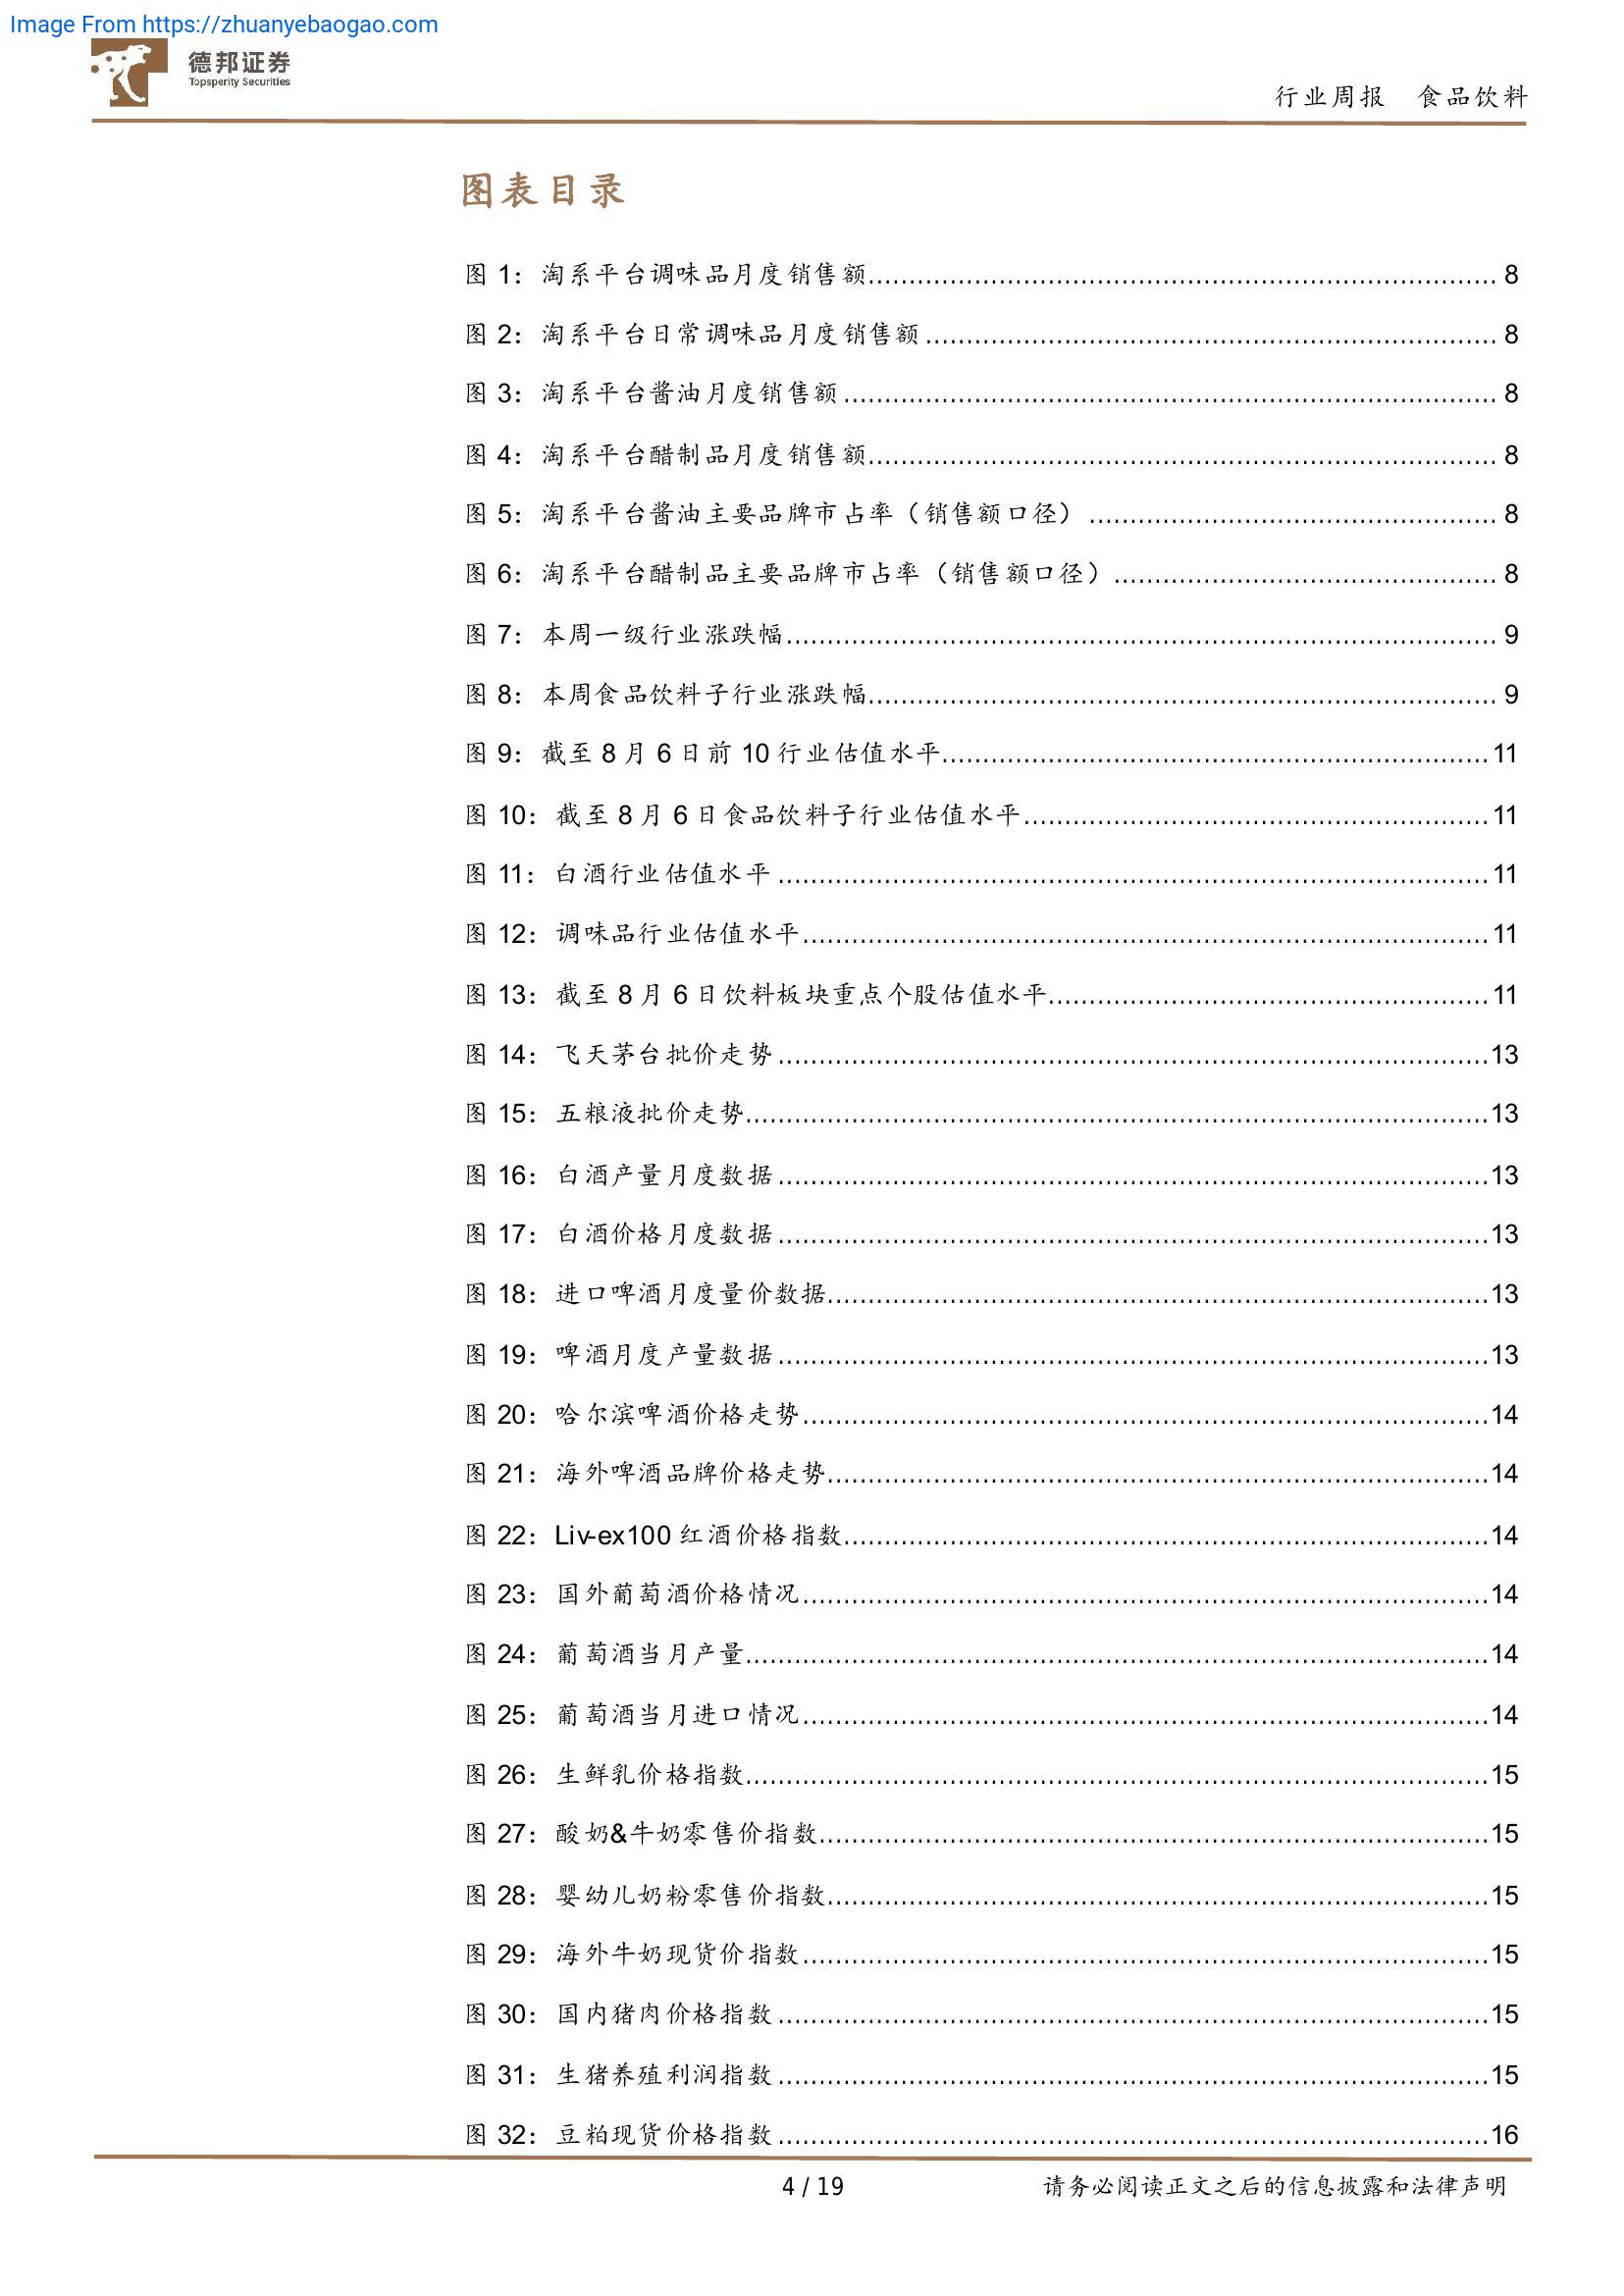 Image From https://zhuanyebaogao.com
德邦证券
Topsperity Securities
行业周报 食品饮料
图表目录
图 1：淘系平台调味品月度销售额 8
图 2：淘系平台日常调味品月度销售额 8
图 3：淘系平台酱油月度销售额 8
图 4：淘系平台醋制品月度销售额 8
图 5：淘系平台酱油主要品牌市占率（销售额口径） 8
图 6：淘系平台醋制品主要品牌市占率（销售额口径） 8
图 7：本周一级行业涨跌幅 9
图 8：本周食品饮料子行业涨跌幅 9
图 9：截至 8 月 6 日前 10 行业估值水平 11
图 10：截至 8 月 6 日食品饮料子行业估值水平 11
图 11：白酒行业估值水平 11
图 12：调味品行业估值水平 11
图 13：截至 8 月 6 日饮料板块重点个股估值水平 11
图 14：飞天茅台批价走势 13
图 15：五粮液批价走势 13
图 16：白酒产量月度数据 13
图 17：白酒价格月度数据 13
图 18：进口啤酒月度量价数据 13
图 19：啤酒月度产量数据 13
图 20：哈尔滨啤酒价格走势 14
图 21：海外啤酒品牌价格走势 14
图 22：Liv-ex100 红酒价格指数 14
图 23：国外葡萄酒价格情况 14
图 24：葡萄酒当月产量 14
图 25：葡萄酒当月进口情况 14
图 26：生鲜乳价格指数 15
图 27：酸奶&牛奶零售价指数 15
图 28：婴幼儿奶粉零售价指数 15
图 29：海外牛奶现货价指数 15
图 30：国内猪肉价格指数 15
图 31：生猪养殖利润指数 15
图 32：豆粕现货价格指数 16
4 / 19 请务必阅读正文之后的信息披露和法律声明